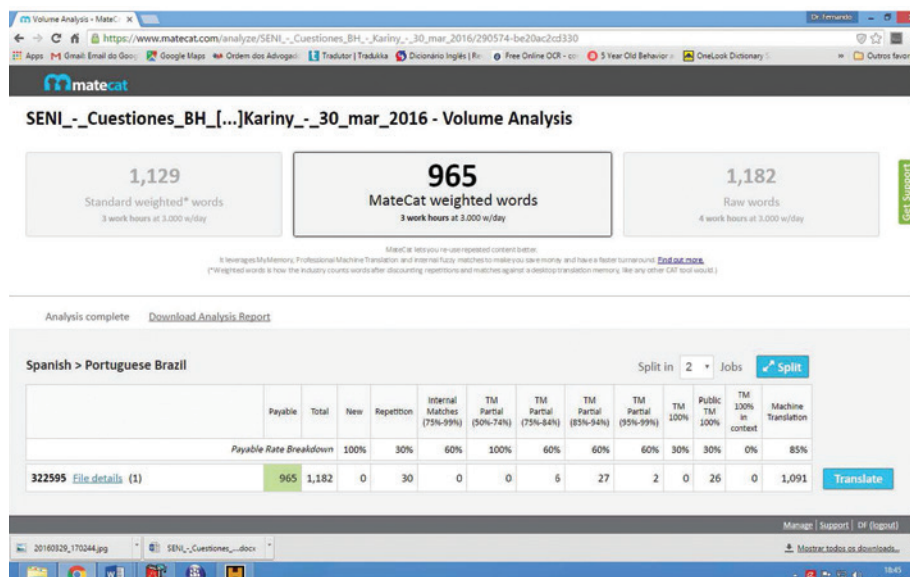 Volume Analysis - MateC
Dr. Fernando
https://www.matecat.com/analyze/SENI_-_Cuestiones_BH_-_Kariny_-_30_mar_2016/290574-be20ac2cd330
Apps Gmail: Email do Goo Google Maps Ordem dos Advoga Tradutor | Tradukka Dicionário Inglês | Free Online OCR - co 5 Year Old Behavior OneLook Dictionary Outros favor
matecat
SENI_-_Cuestiones_BH_[...]Kariny_-_30_mar_2016 - Volume Analysis
1,129 965 1,182
Standard weighted* words MateCat weighted words Raw words
3 work hours at 3.000 w/day 3 work hours at 3.000 w/day 4 work hours at 3.000 w/day
Get Support
MateCat lets you re-use repeated content better.
It leverages MyMemory, Professional Machine Translation and internal fuzzy matches to make you save money and have a faster turnaround. Find out more.
(*Weighted words is how the industry counts words after discounting repetitions and matches against a desktop translation memory, like any other CAT tool would.)
Analysis complete Download Analysis Report
Spanish > Portuguese Brazil Split in 2 Jobs Split
Payable Total New Repetition Internal Matches (75%-99%) TM Partial (50%-74%) TM Partial (75%-84%) TM Partial (85%-94%) TM Partial (95%-99%) TM 100% Public TM 100% TM 100% in context Machine Translation
Payable Rate Breakdown 100% 30% 60% 100% 60% 60% 60% 30% 30% 0% 85%
322595 File details (1) 965 1,182 0 30 0 0 6 27 2 0 26 0 1,091 Translate
Manage | Support | DF (logout)
20160329_170244.jpg SENI_-_Cuestiones_....docx Mostrar todos os downloads...
18:45